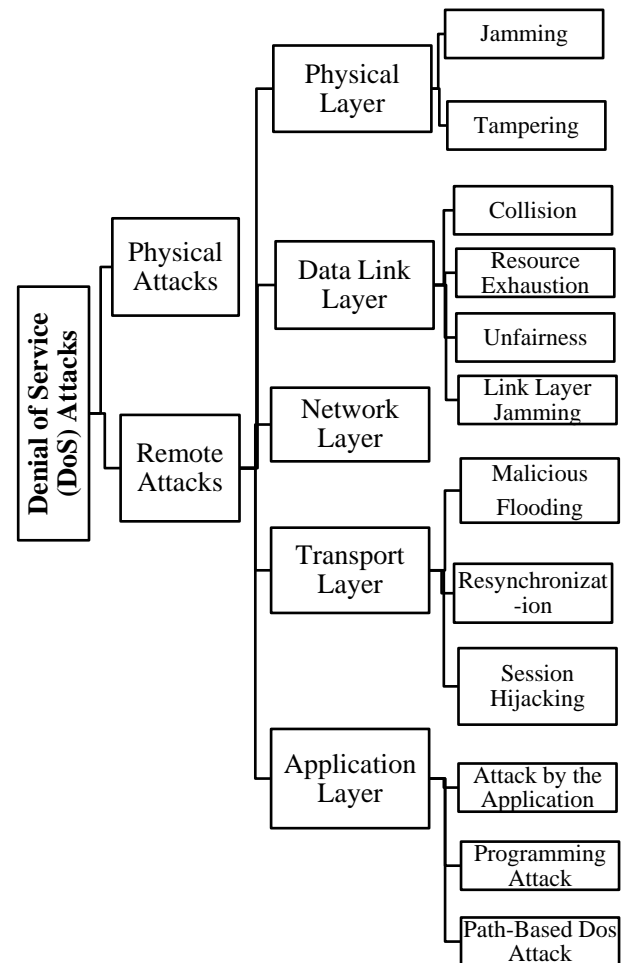 Denial of Service
(DoS) Attacks
Physical
Attacks
Remote
Attacks
Physical
Layer
Jamming
Tampering
Data Link
Layer
Collision
Resource
Exhaustion
Unfairness
Link Layer
Jamming
Network
Layer
Transport
Layer
Malicious
Flooding
Resynchronizat
-ion
Session
Hijacking
Application
Layer
Attack by the
Application
Programming
Attack
Path-Based Dos
Attack